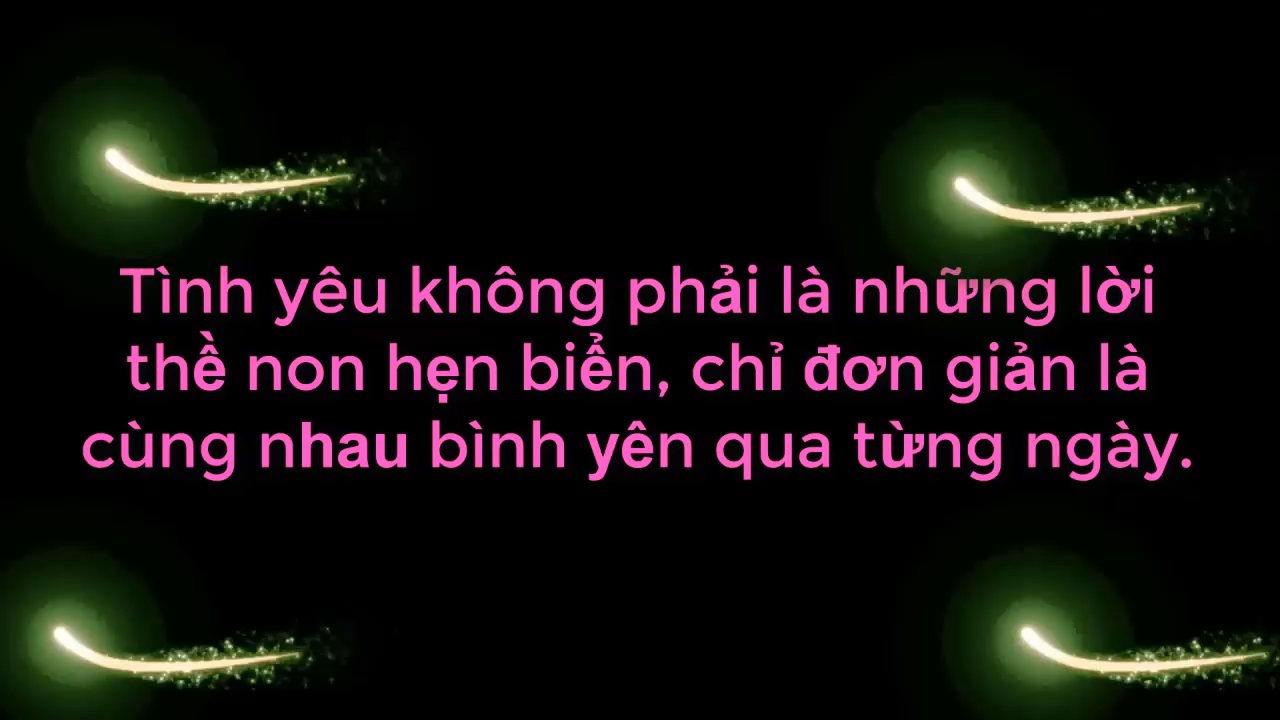 Tình yêu không phải là những lời
thề non hẹn biển, chỉ đơn giản là
cùng nhau bình yên qua từng ngày.